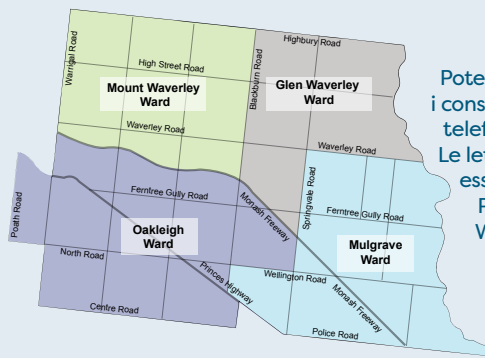 Highbury Road
Warrigal Road
High Street Road
Blackburn Road
Mount Waverley
Ward
Glen Waverley
Ward
Waverley Road
Waverley Road
Springvale Road
Ferntree Gully Road
Monash Freeway
Ferntree Gully Road
Poath Road
Oakleigh
Ward
Mulgrave
Ward
North Road
Princes Highway
Wellington Road
Monash Freeway
Centre Road
Police Road
Pote
i cons
telef
Le let
ess